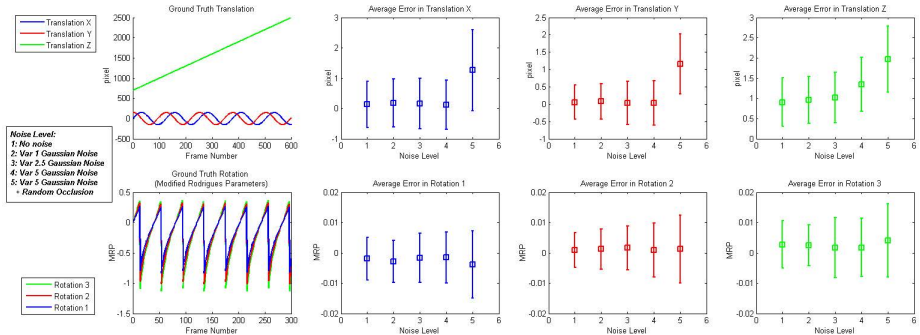 Translation X
Translation Y
Translation Z
Ground Truth Translation
pixel
2500
2000
1500
1000
500
0
-500
0 100 200 300 400 500 600
Frame Number
Average Error in Translation X
pixel
3
2
1
0
-1
0 1 2 3 4 5 6
Noise Level
Average Error in Translation Y
pixel
2.5
2
1.5
1
0.5
0
-0.5
-1
0 1 2 3 4 5 6
Noise Level
Average Error in Translation Z
pixel
3
2.5
2
1.5
1
0.5
0
0 1 2 3 4 5 6
Noise Level
Noise Level:
1: No noise
2: Var 1 Gaussian Noise
3: Var 2.5 Gaussian Noise
4: Var 5 Gaussian Noise
5: Var 5 Gaussian Noise
+ Random Occlusion
Rotation 3
Rotation 2
Rotation 1
Ground Truth Rotation
(Modified Rodrigues Parameters)
MRP
0.5
0
-0.5
-1
-1.5
0 50 100 150 200 250 300
Frame Number
Average Error in Rotation 1
MRP
0.02
0.01
0
-0.01
-0.02
0 1 2 3 4 5 6
Noise Level
Average Error in Rotation 2
MRP
0.02
0.01
0
-0.01
-0.02
0 1 2 3 4 5 6
Noise Level
Average Error in Rotation 3
MRP
0.02
0.01
0
-0.01
-0.02
0 1 2 3 4 5 6
Noise Level